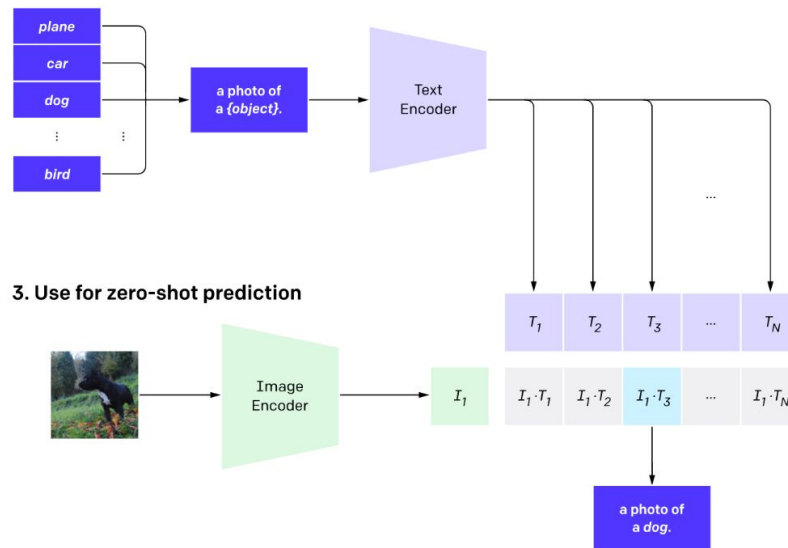 plane
car
dog
⋮ ⋮
bird
a photo of
a {object}.
Text
Encoder
...
3. Use for zero-shot prediction
T1 T2 T3 ... TN
Image
Encoder
I1
I1·T1 I1·T2 I1·T3 ... I1·TN
a photo of
a dog.